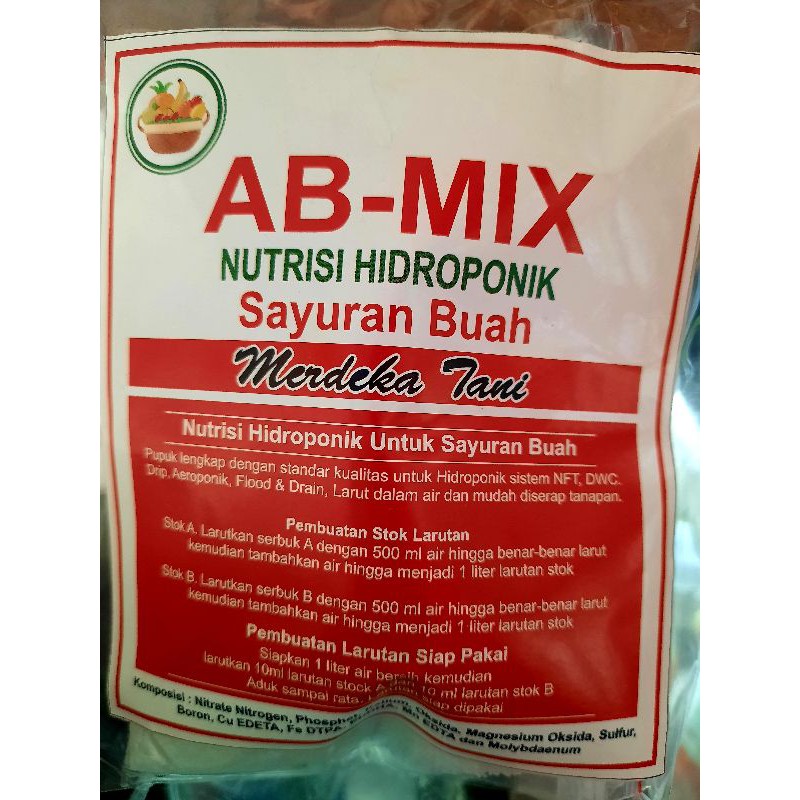 AB-MIX
NUTRISI HIDROPONIK
Sayuran Buah
Merdeka Tani
Nutrisi Hidroponik Untuk Sayuran Buah
Pupuk lengkap dengan standar kualitas untuk Hidroponik sistem NFT, DWC.
Drip, Aeroponik, Flood & Drain, Larut dalam air dan mudah diserap tanapan.
Pembuatan Stok Larutan
Stok A. Larutkan serbuk A dengan 500 ml air hingga benar-benar larut
kemudian tambahkan air hingga menjadi 1 liter larutan stok
Stok B. Larutkan serbuk B dengan 500 ml air hingga benar-benar larut
kemudian tambahkan air hingga menjadi 1 liter larutan stok
Pembuatan Larutan Siap Pakai
Siapkan 1 liter air bersih kemudian
larutkan 10ml larutan stock A 10 ml larutan stok B
Aduk sampai rata, siap dipakai
Komposisi : Nitrate Nitrogen, Phosphor, Oksida, Magnesium Oksida, Sulfur,
Boron, Cu EDETA, Fe DTPA, Mn EDTA dan Molybdaenum